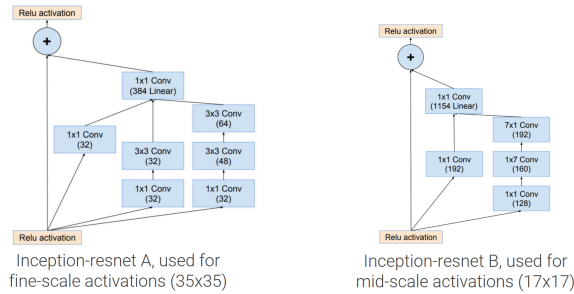 Relu activation
+
1x1 Conv
(384 Linear)
3x3 Conv
(64)
1x1 Conv
(32)
3x3 Conv
(32)
3x3 Conv
(48)
1x1 Conv
(32)
1x1 Conv
(32)
Relu activation
Inception-resnet A, used for
fine-scale activations (35x35)
Relu activation
+
1x1 Conv
(1154 Linear)
7x1 Conv
(192)
1x1 Conv
(192)
1x7 Conv
(160)
1x1 Conv
(128)
Relu activation
Inception-resnet B, used for
mid-scale activations (17x17)